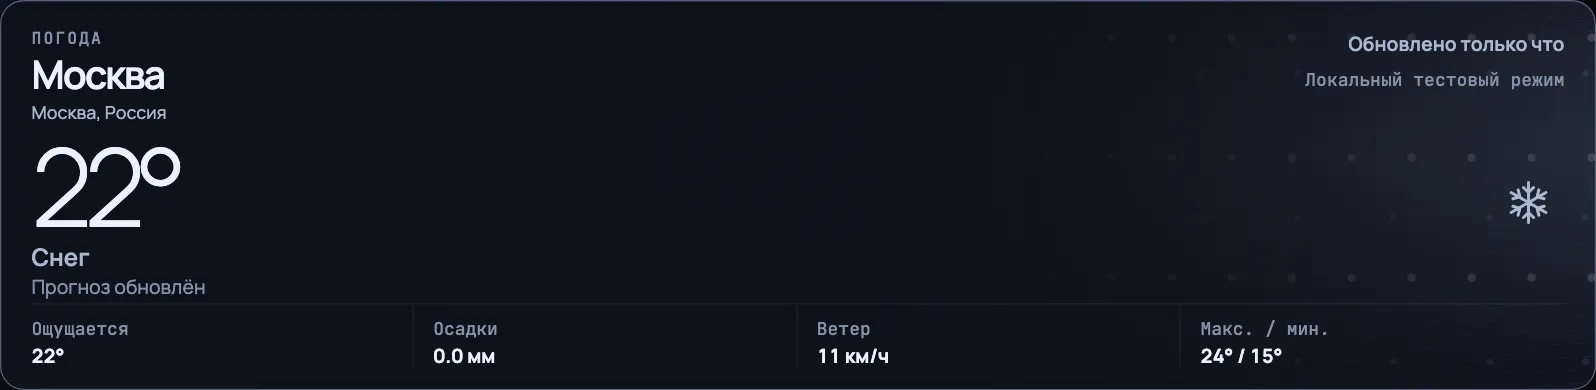 ПОГОДА
Москва
Москва, Россия
Обновлено только что
Локальный тестовый режим
22°
Снег
Прогноз обновлён
Ощущается
22°
Осадки
0.0 мм
Ветер
11 км/ч
Макс. / мин.
24° / 15°